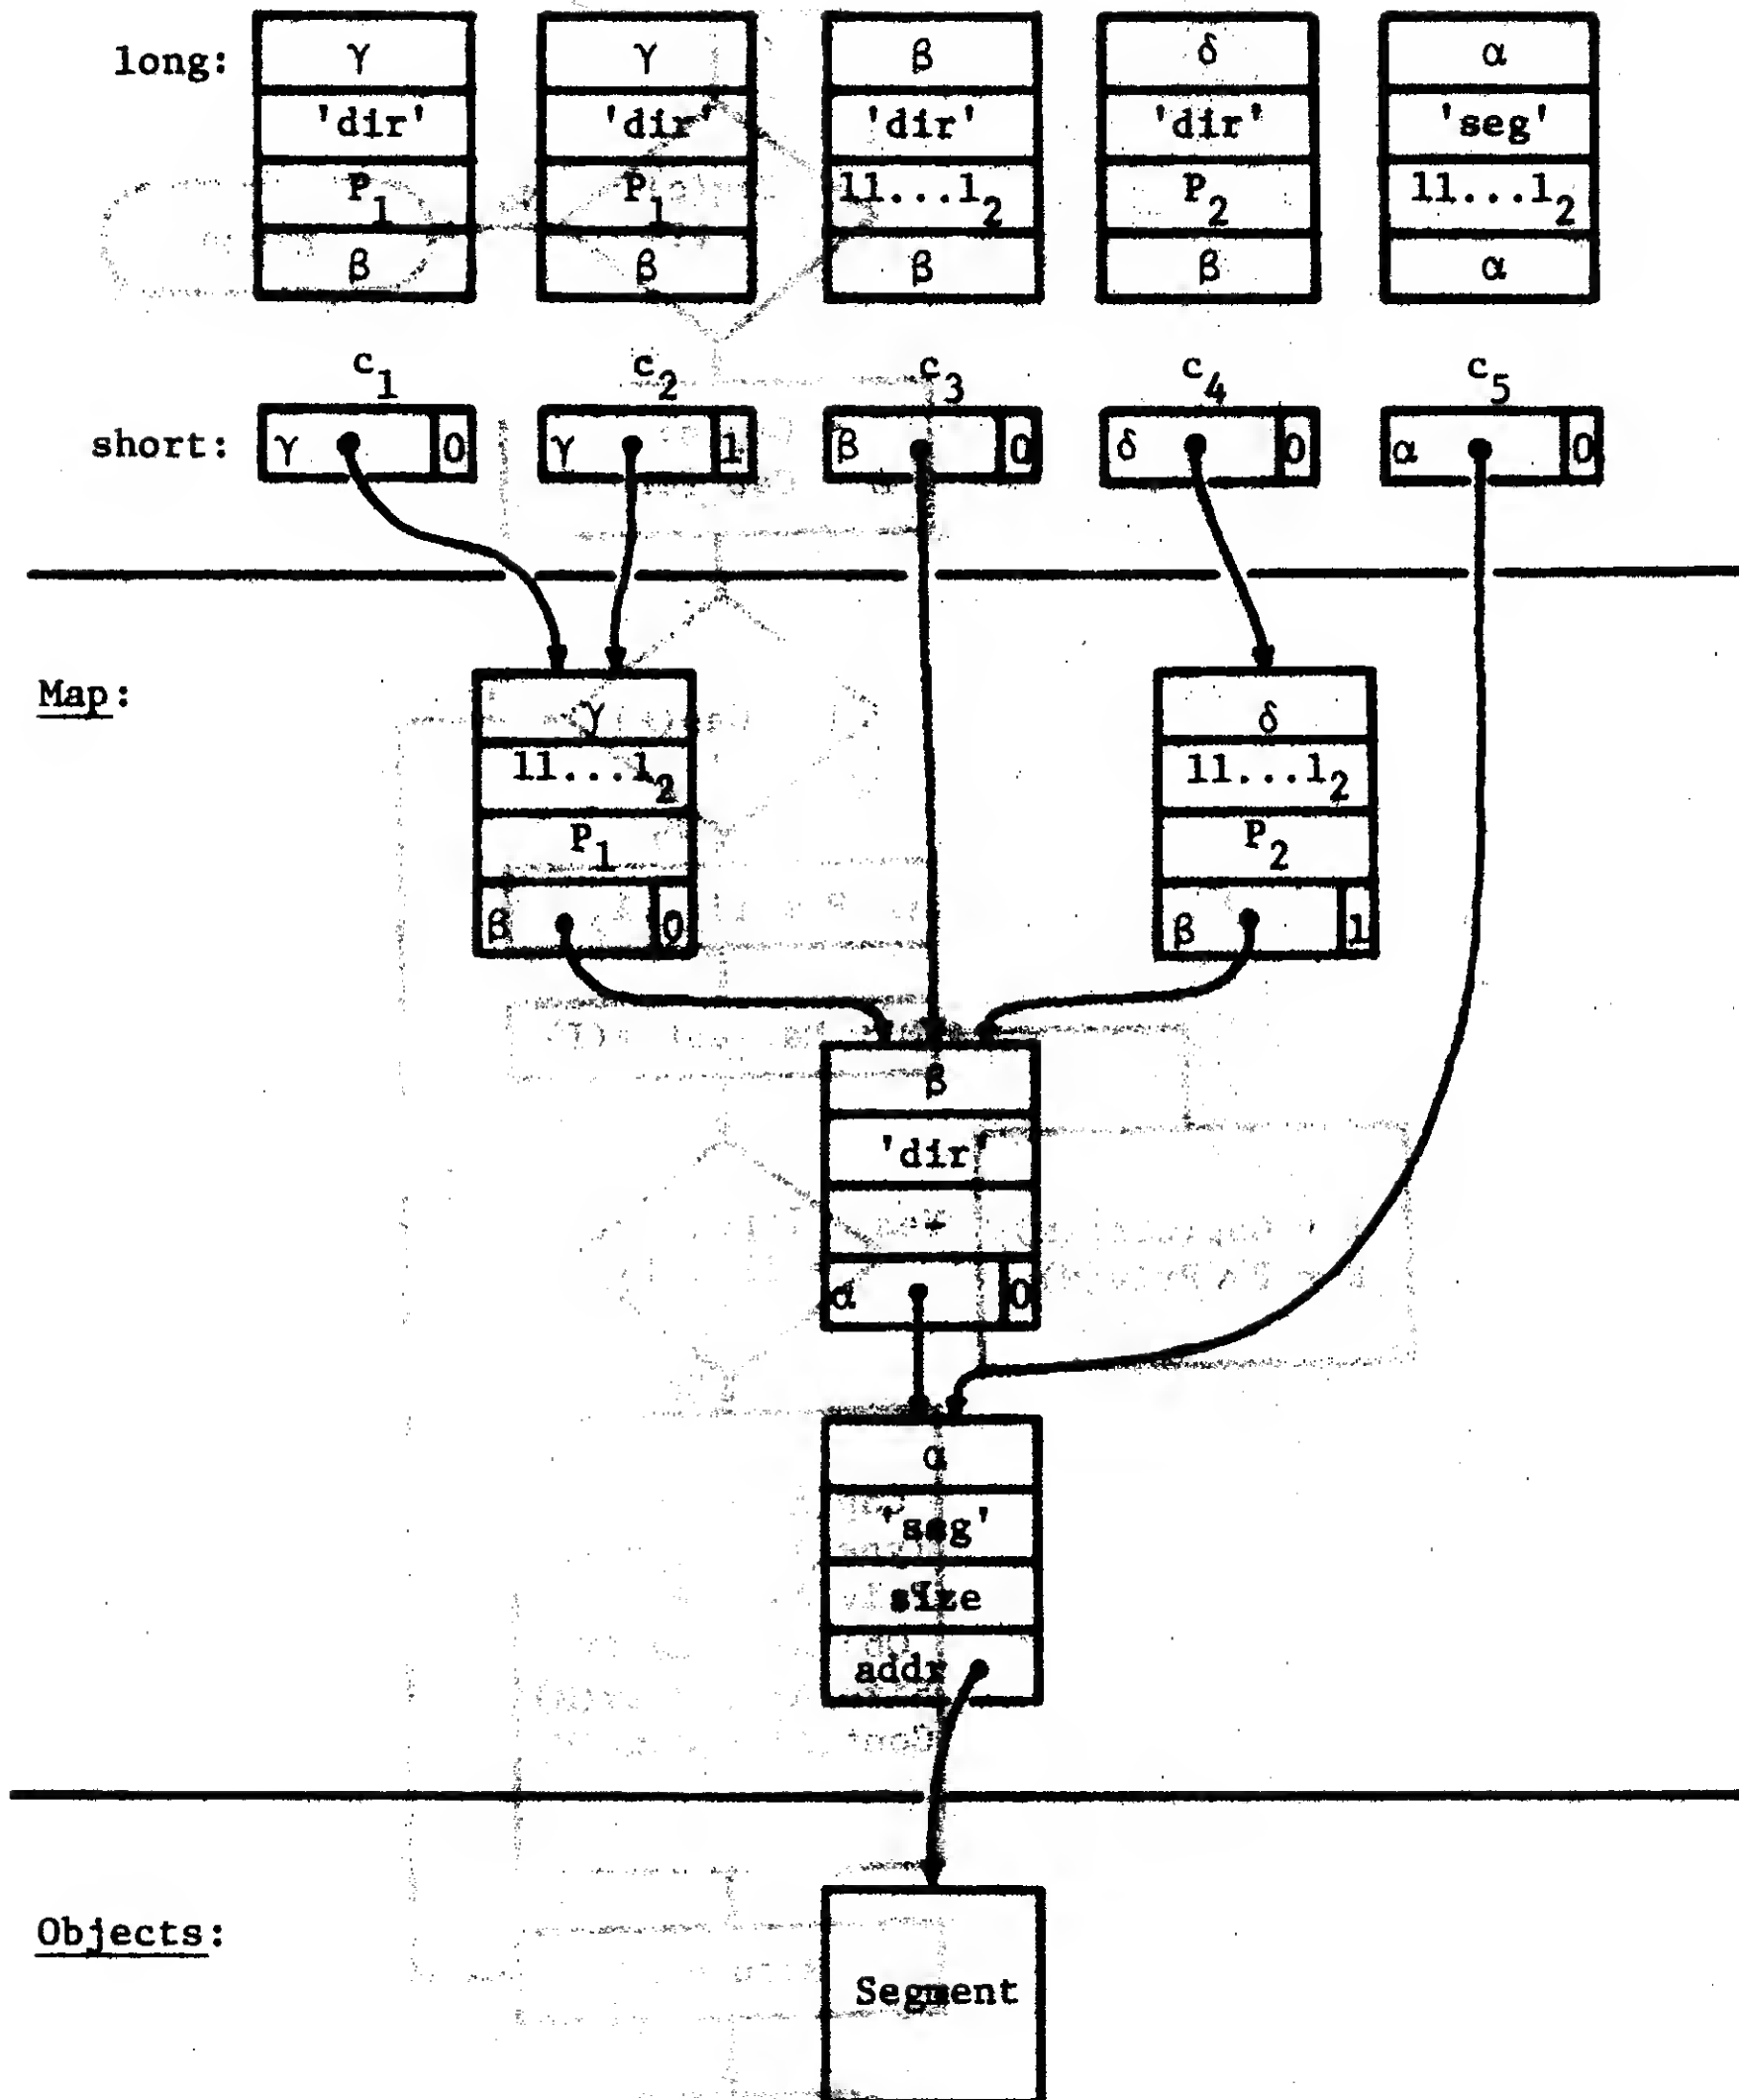 long: γ γ β δ α
'dir' 'dir' 'dir' 'dir' 'seg'
P₁ P₁ 11...1₂ P₂ 11...1₂
β β β β α
c₁ c₂ c₃ c₄ c₅
short: γ 0 γ 1 β 0 δ 0 α 0
Map:
γ δ
11...1₂ 11...1₂
P₁ P₂
β 0 β 1
β
'dir'
-
α 0
α
'seg'
size
addr
Objects:
Segment